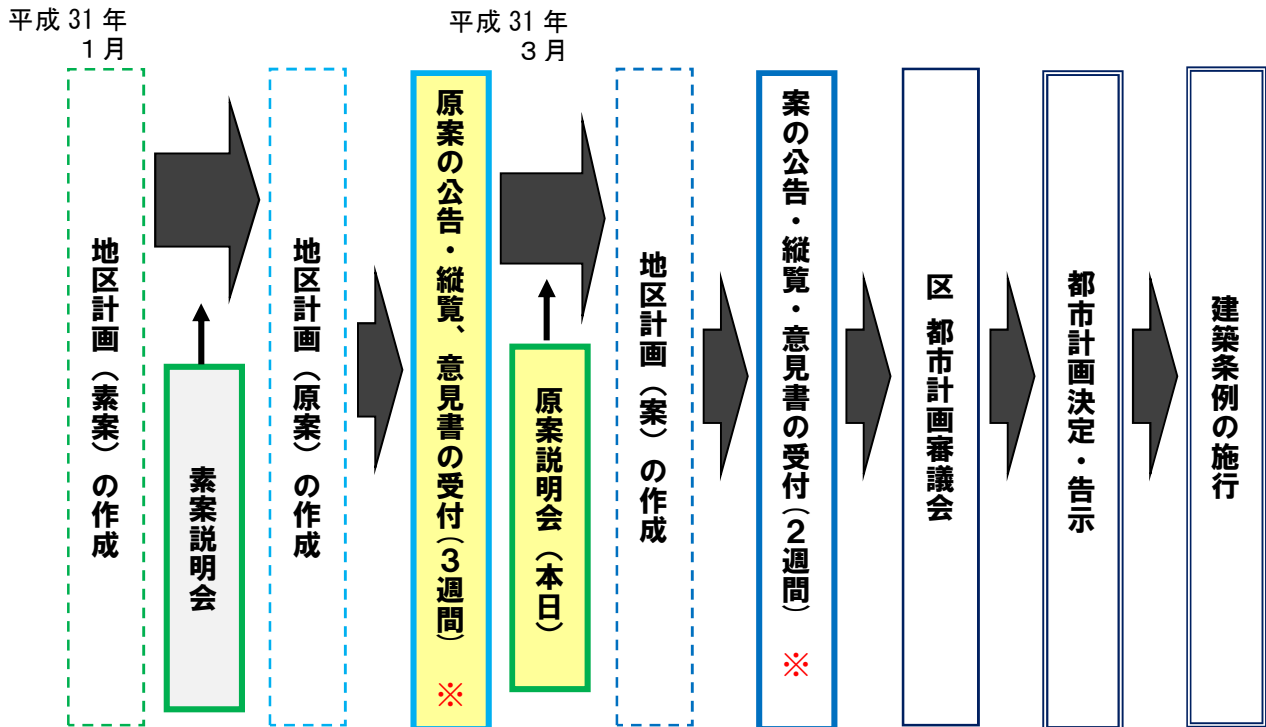 平成 31 年
1 月
平成 31 年
3 月
地区計画（素案）の作成
素案説明会
地区計画（原案）の作成
原案の公告・縦覧、意見書の受付（3週間） ※
原案説明会（本日）
地区計画（案）の作成
案の公告・縦覧・意見書の受付（2週間） ※
区 都市計画審議会
都市計画決定・告示
建築条例の施行